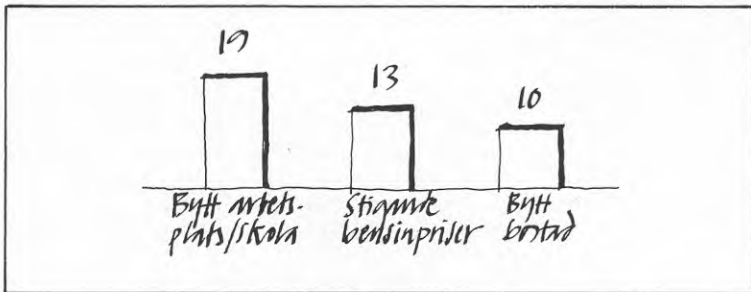 19
13
10
Bytt arbets-
plats/skola
Stigande
bensinpriser
Bytt
bostad